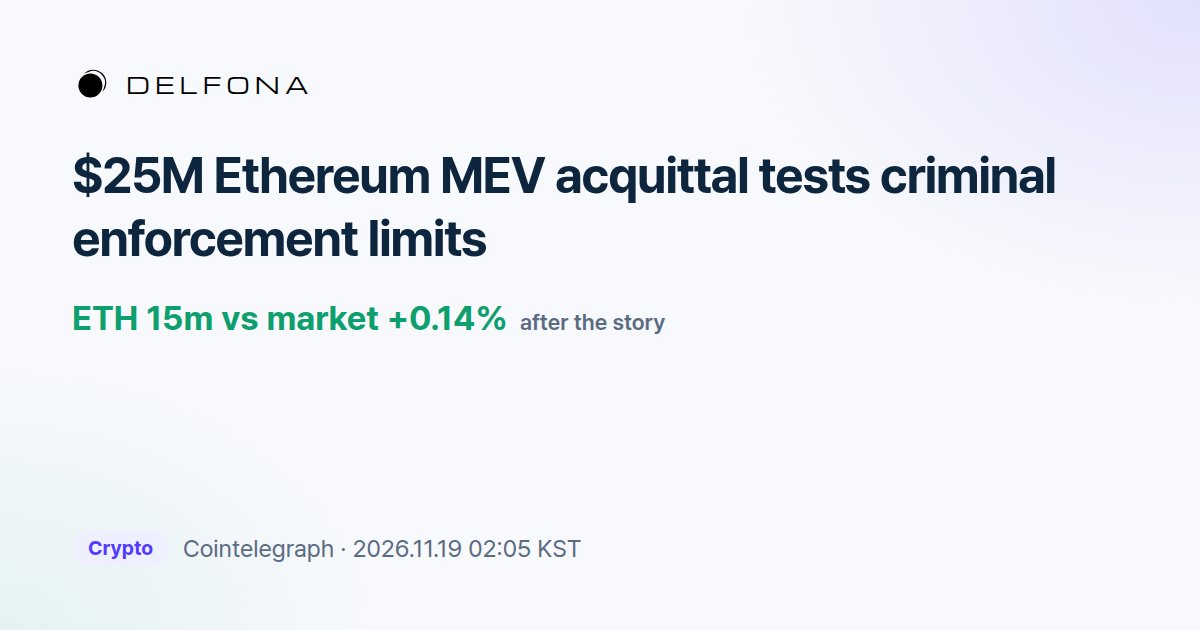 DELFONA
$25M Ethereum MEV acquittal tests criminal
enforcement limits
ETH 15m vs market +0.14% after the story
Crypto Cointelegraph · 2026.11.19 02:05 KST